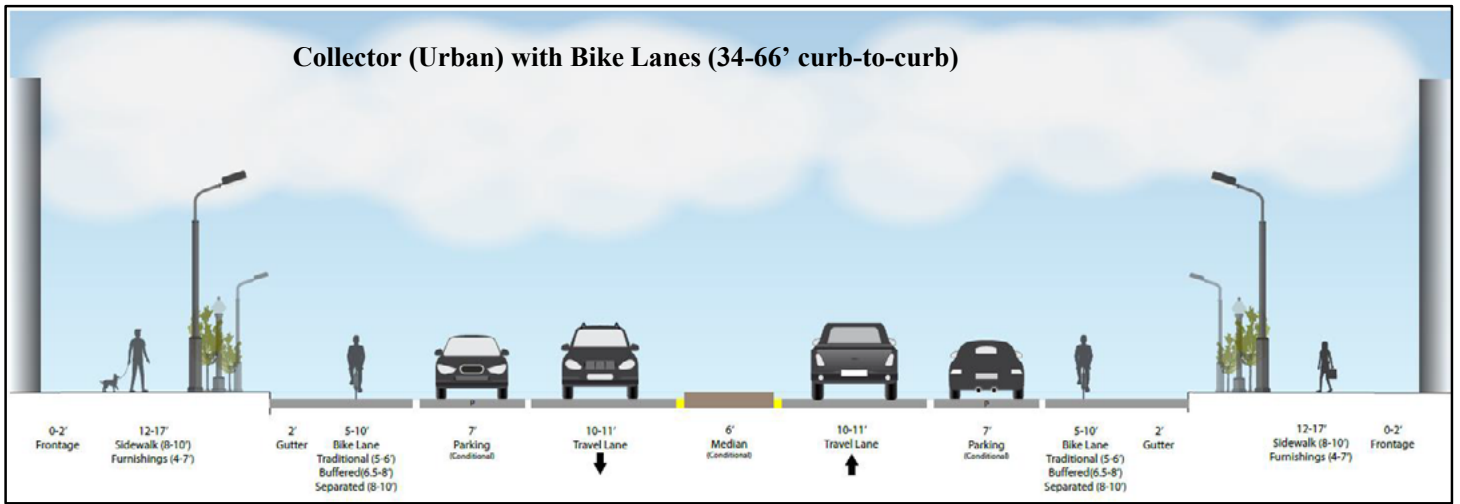 Collector (Urban) with Bike Lanes (34-66’ curb-to-curb)
P
P
0-2’
Frontage
12-17’
Sidewalk (8-10’)
Furnishings (4-7’)
2’
Gutter
5-10’
Bike Lane
Traditional (5-6’)
Buffered(6.5-8’)
Separated (8-10’)
7’
Parking
(Conditional)
10-11’
Travel Lane
6’
Median
(Conditional)
10-11’
Travel Lane
7’
Parking
(Conditional)
5-10’
Bike Lane
Traditional (5-6’)
Buffered(6.5-8’)
Separated (8-10’)
2’
Gutter
12-17’
Sidewalk (8-10’)
Furnishings (4-7’)
0-2’
Frontage